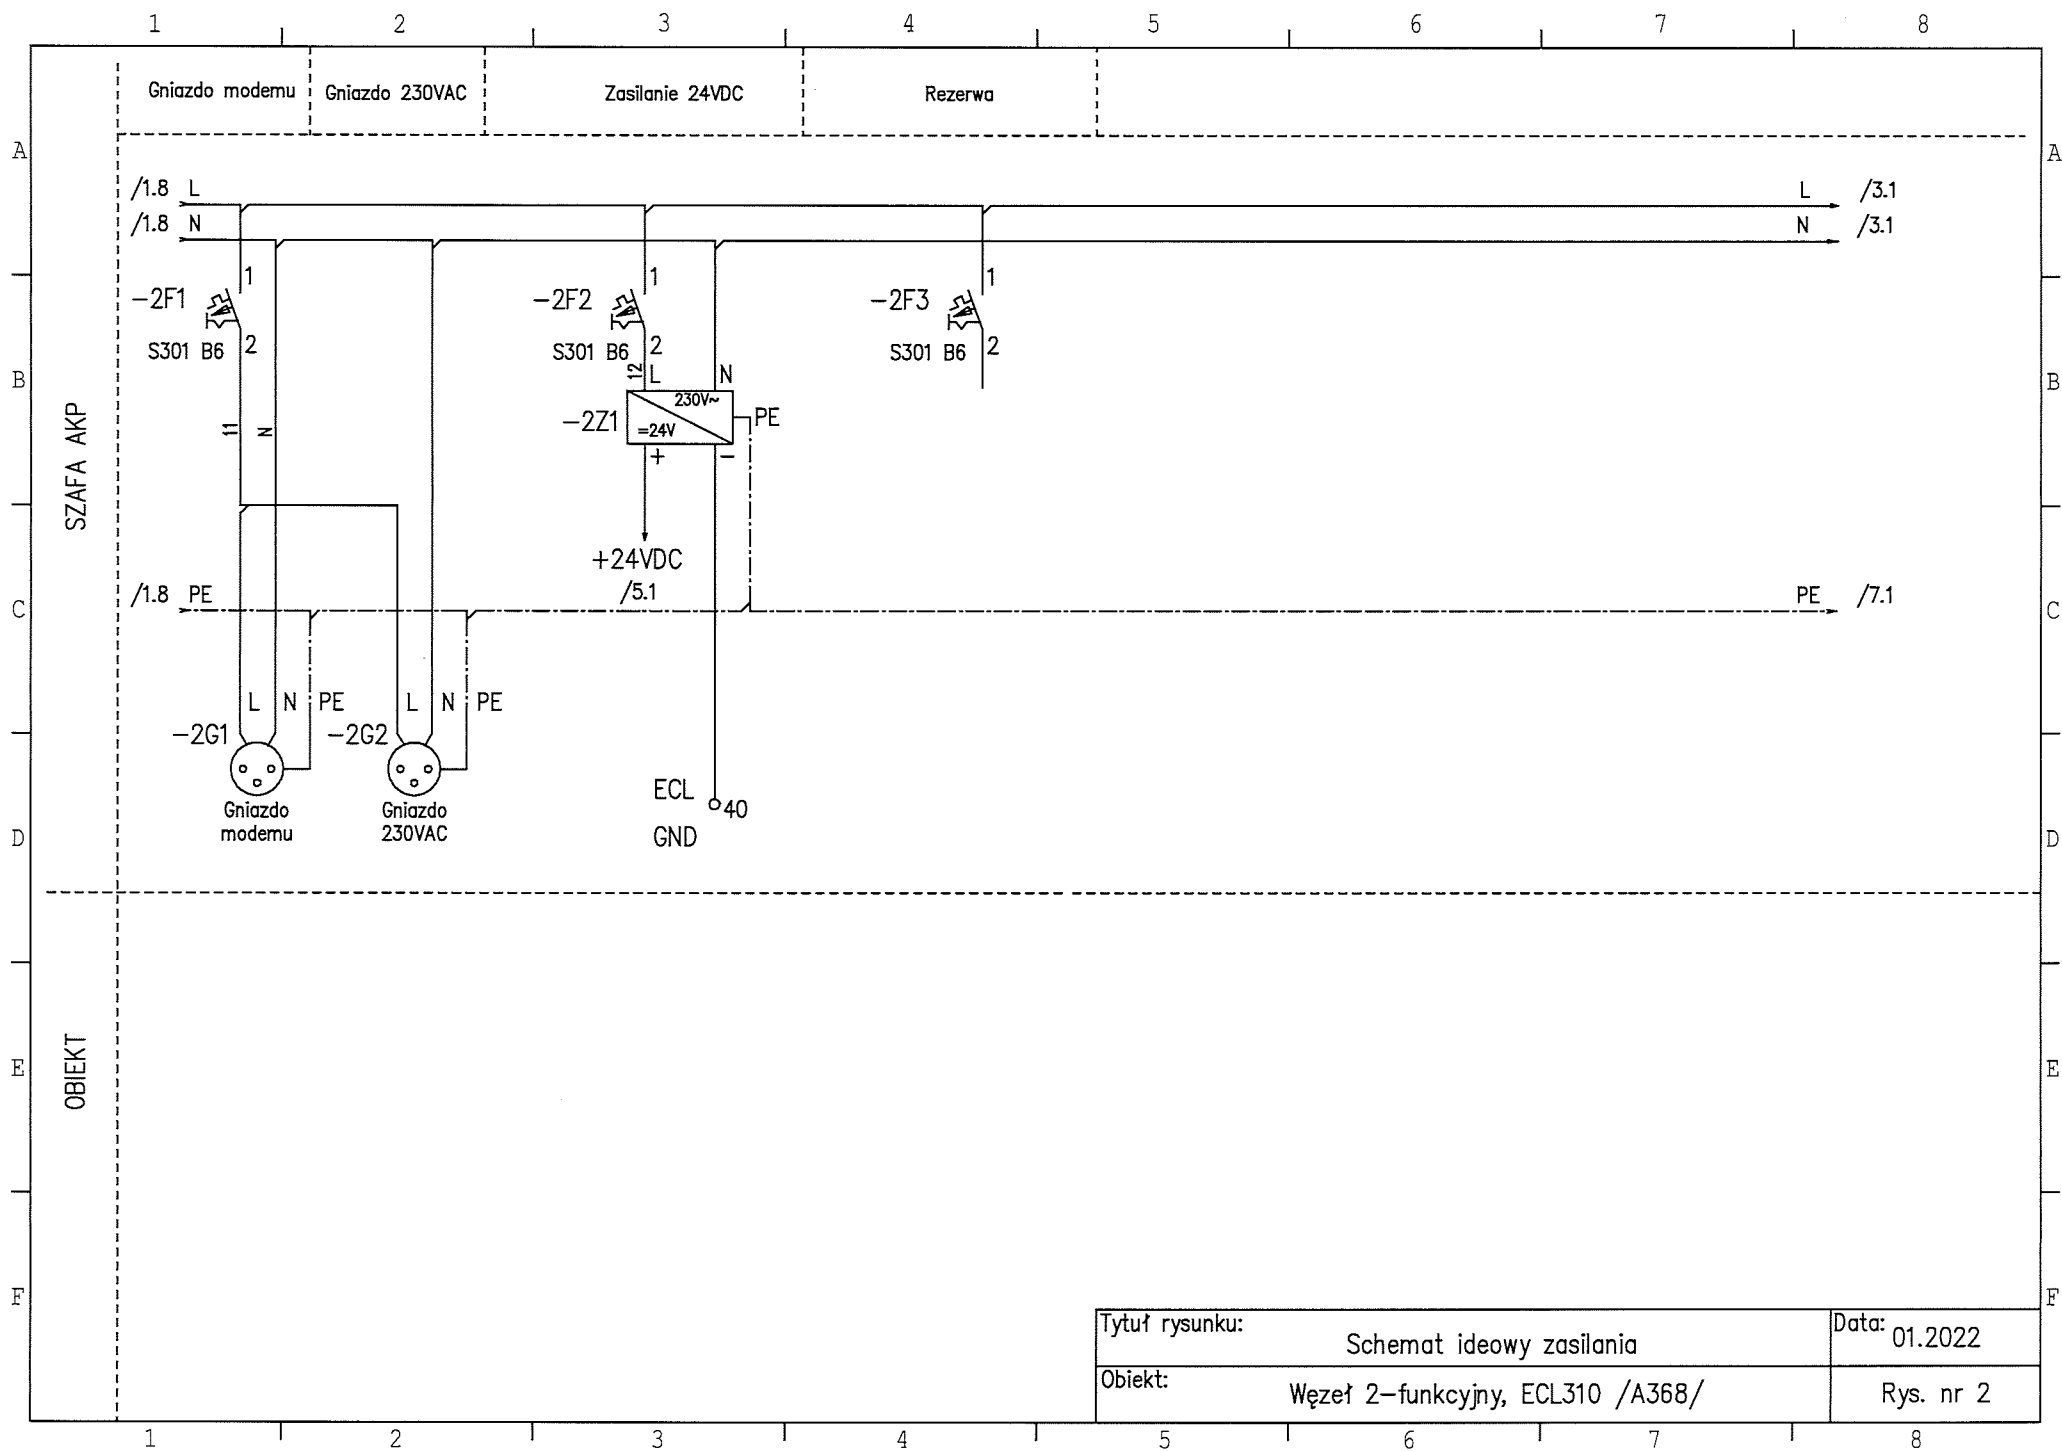 1 2 3 4 5 6 7 8
Gniazdo modemu Gniazdo 230VAC Zasilanie 24VDC Rezerwa
A A
/1.8 L L /3.1
/1.8 N N /3.1
1 1 1
-2F1 -2F2 -2F3
S301 B6 2 S301 B6 2 S301 B6 2
12 L N
B B
230V~
-2Z1 =24V PE
11 N
+ -
SZAFA AKP
+24VDC
/5.1
/1.8 PE PE /7.1
C C
L N PE L N PE
-2G1 -2G2
Gniazdo
modemu
Gniazdo
230VAC
ECL 40
GND
D D
OBIEKT
E E
F F
Tytuł rysunku: Data:
Schemat ideowy zasilania 01.2022
Obiekt:
Węzeł 2-funkcyjny, ECL310 /A368/ Rys. nr 2
1 2 3 4 5 6 7 8